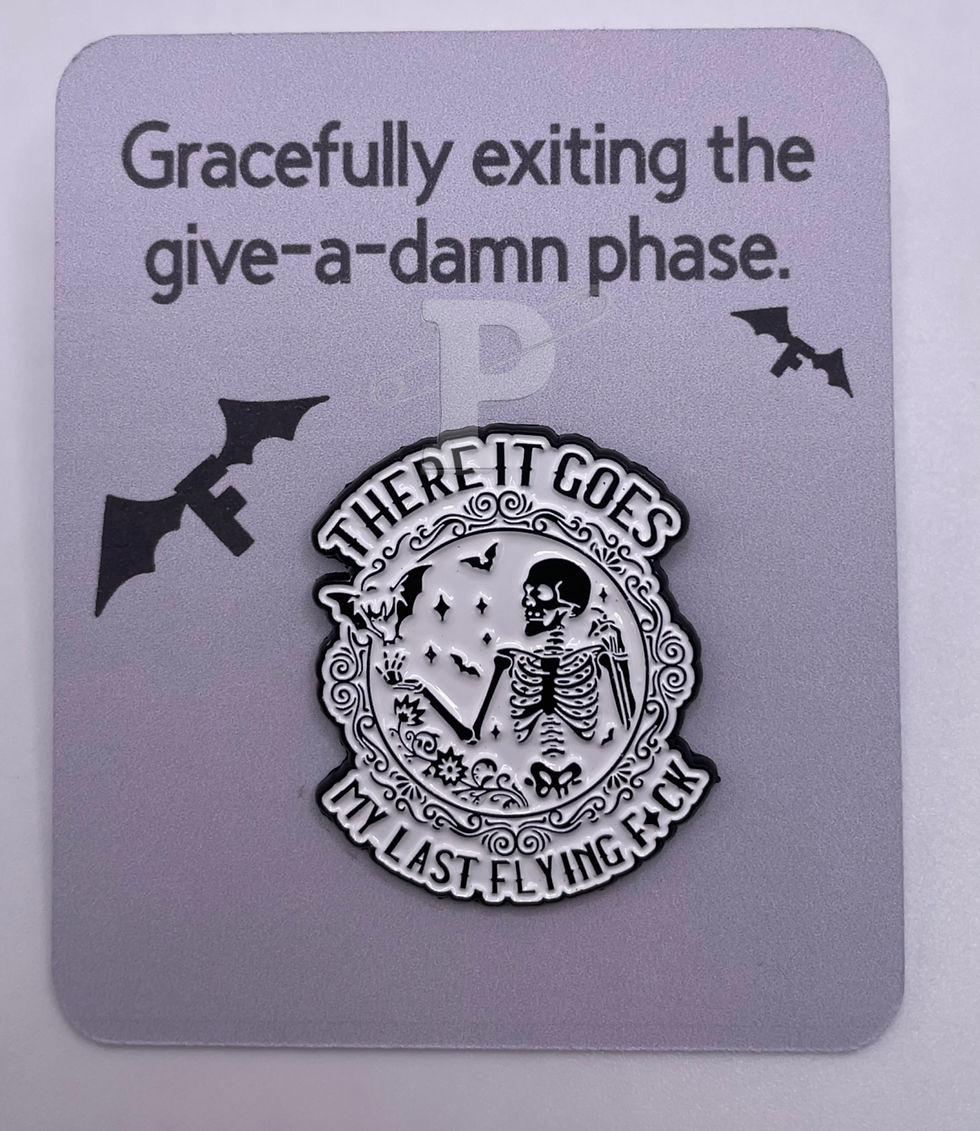 Gracefully exiting the
give-a-damn phase.
P
F
F
THERE IT GOES
MY LAST FLYING F✦CK